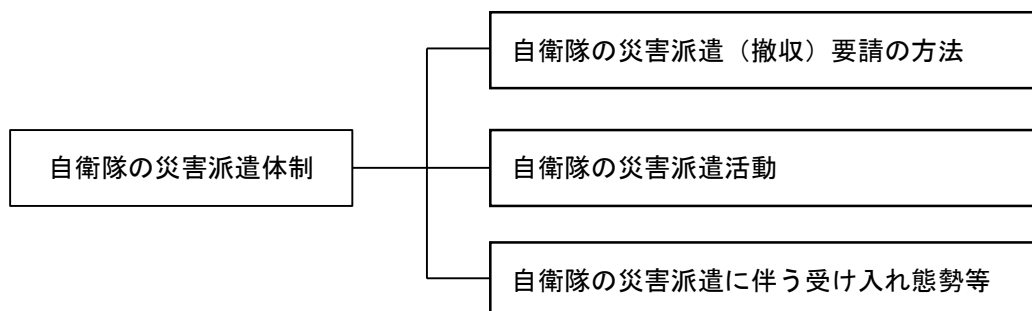 自衛隊の災害派遣体制
自衛隊の災害派遣（撤収）要請の方法
自衛隊の災害派遣活動
自衛隊の災害派遣に伴う受け入れ態勢等